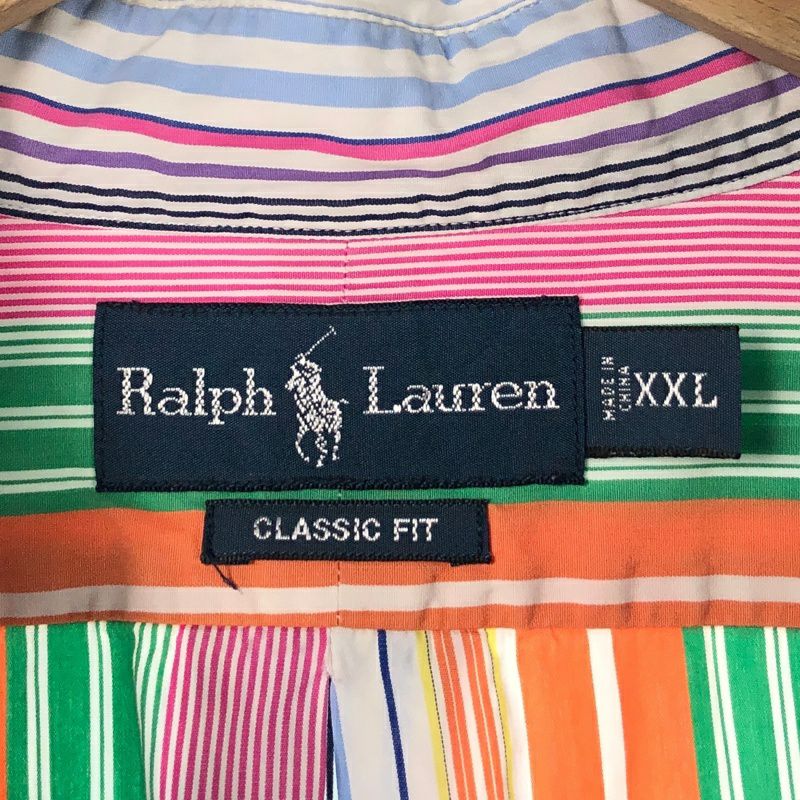 Ralph Lauren
MADE IN
CHINA
XXL
CLASSIC FIT